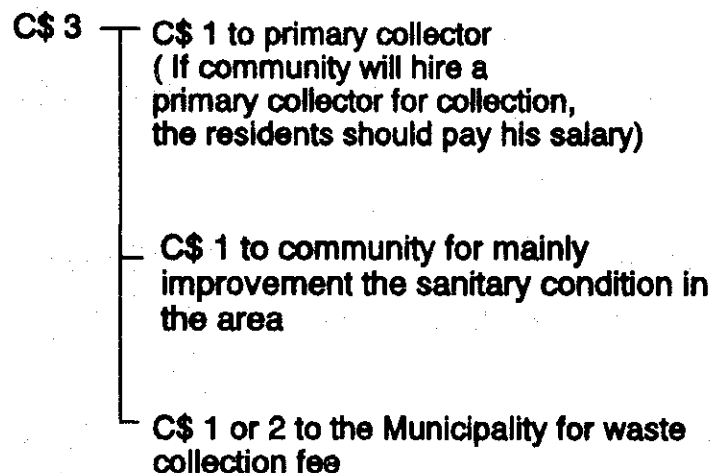 C$ 3 C$ 1 to primary collector
( If community will hire a
primary collector for collection,
the residents should pay his salary)
C$ 1 to community for mainly
improvement the sanitary condition in
the area
C$ 1 or 2 to the Municipality for waste
collection fee